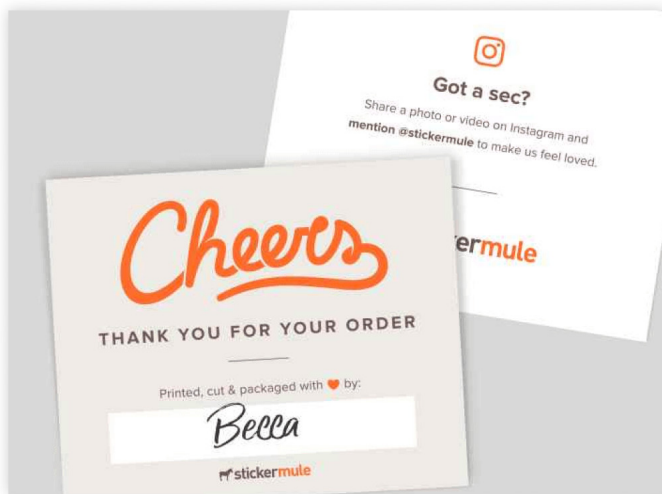 Got a sec?
Share a photo or video on Instagram and
mention @stickermule to make us feel loved.
ermule
Cheers
THANK YOU FOR YOUR ORDER
Printed, cut & packaged with by:
Becca
stickermule